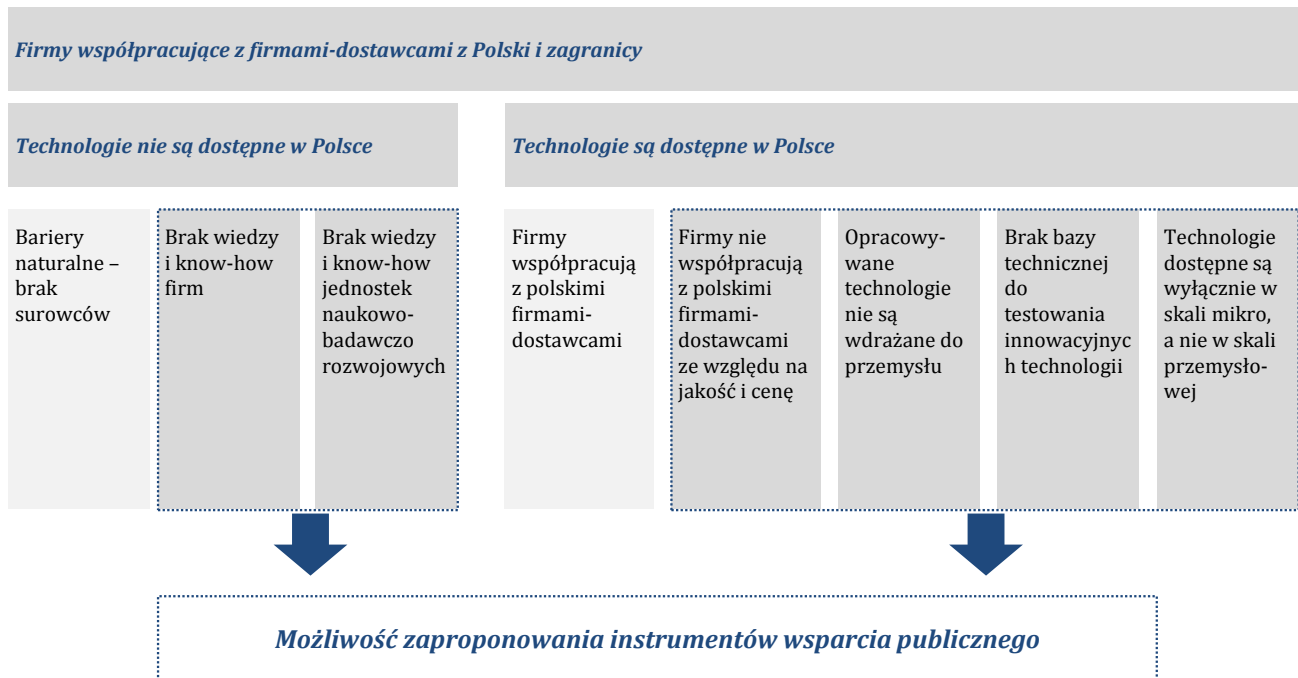 Firmy współpracujące z firmami-dostawcami z Polski i zagranicy
Technologie nie są dostępne w Polsce
Technologie są dostępne w Polsce
Bariery
naturalne –
brak
surowców
Brak wiedzy
i know-how
firm
Brak wiedzy
i know-how
jednostek
naukowo-
badawczo
rozwojowych
Firmy
współpracują
z polskimi
firmami-
dostawcami
Firmy nie
współpracują
z polskimi
firmami-
dostawcami
ze względu na
jakość i cenę
Opracowy-
wane
technologie
nie są
wdrażane do
przemysłu
Brak bazy
technicznej
do
testowania
innowacyjnyc
h technologii
Technologie
dostępne są
wyłącznie w
skali mikro,
a nie w skali
przemysło-
wej
Możliwość zaproponowania instrumentów wsparcia publicznego